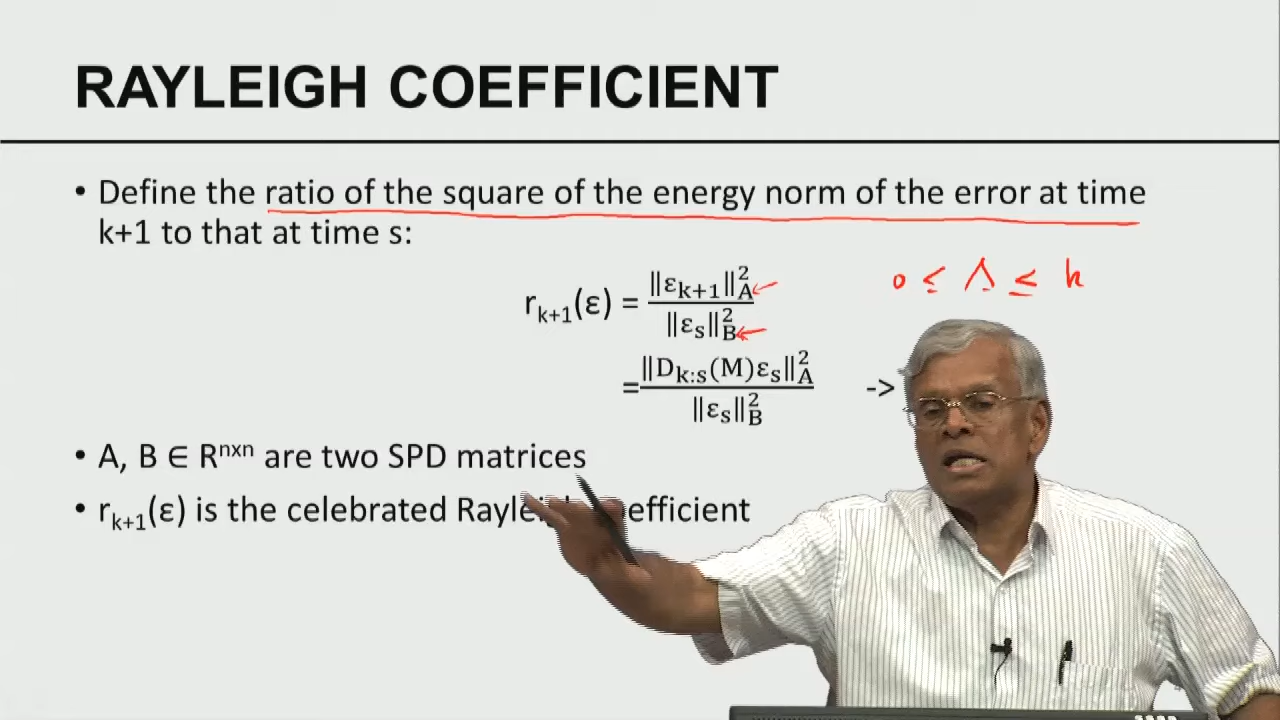 RAYLEIGH COEFFICIENT
• Define the ratio of the square of the energy norm of the error at time
k+1 to that at time s:
0 ≤ ≤ k
r_{k+1}(ε) = ‖ε_{k+1}‖²_A / ‖ε_s‖²_B
= ‖D_{k:s}(M)ε_s‖²_A / ‖ε_s‖²_B ->
• A, B ∈ R^{nxn} are two SPD matrices
• r_{k+1}(ε) is the celebrated efficient